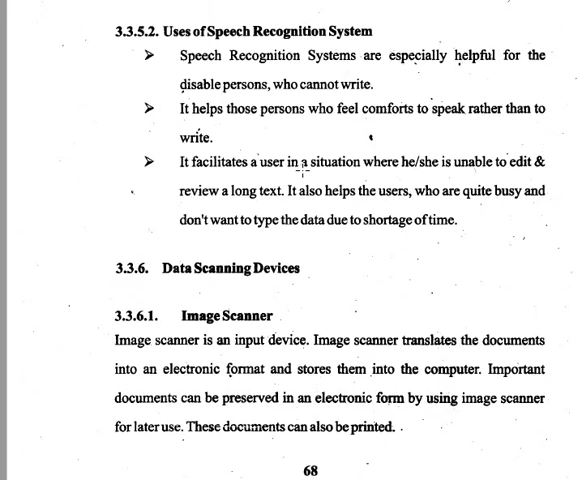 3.3.5.2. Uses of Speech Recognition System
➢ Speech Recognition Systems are especially helpful for the
disable persons, who cannot write.
➢ It helps those persons who feel comforts to speak rather than to
write.
➢ It facilitates a user in a situation where he/she is unable to edit &
review a long text. It also helps the users, who are quite busy and
don't want to type the data due to shortage of time.
3.3.6. Data Scanning Devices
3.3.6.1. Image Scanner
Image scanner is an input device. Image scanner translates the documents
into an electronic format and stores them into the computer. Important
documents can be preserved in an electronic form by using image scanner
for later use. These documents can also be printed.
68